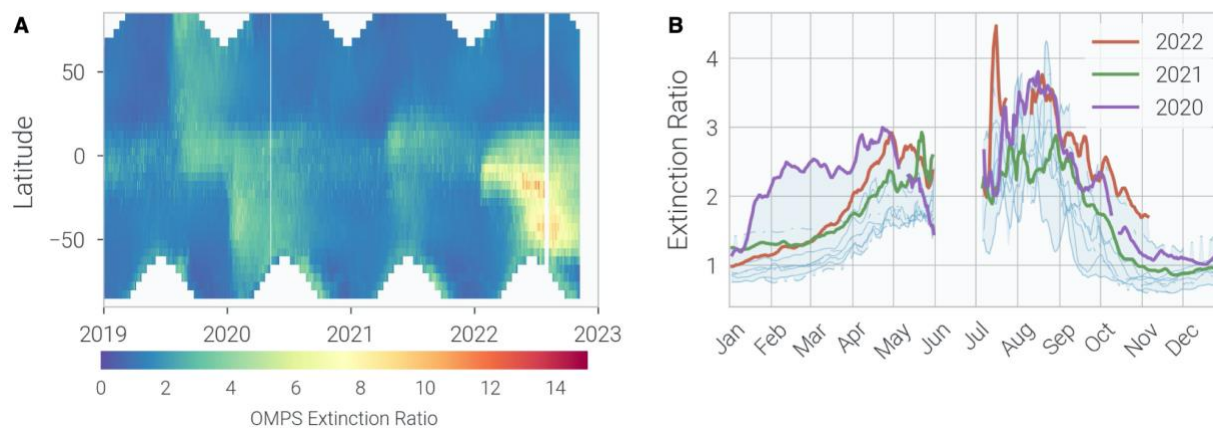 A
Latitude
50
0
−50
2019 2020 2021 2022 2023
0 2 4 6 8 10 12 14
OMPS Extinction Ratio
B
Extinction Ratio
4
3
2
1
2022
2021
2020
Jan Feb Mar Apr May Jun Jul Aug Sep Oct Nov Dec